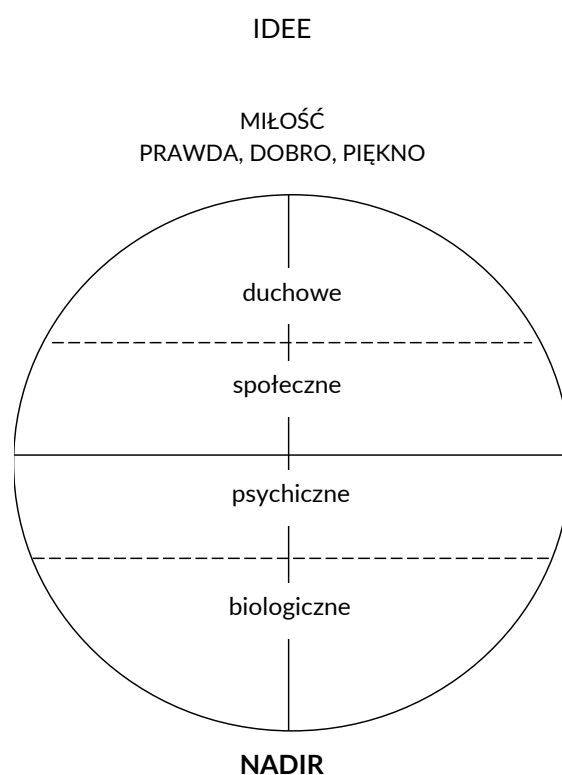 IDEE
MIŁOŚĆ
PRAWDA, DOBRO, PIĘKNO
duchowe
społeczne
psychiczne
biologiczne
NADIR